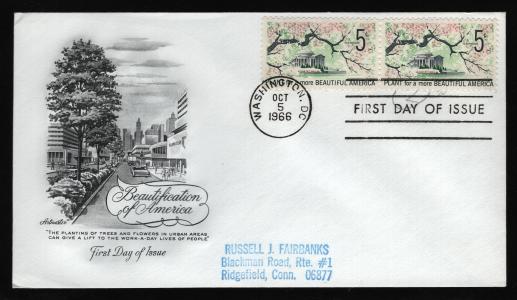 5
5
a more BEAUTIFUL AMERICA
PLANT for a more BEAUTIFUL AMERICA
WASHINGTON, DC
OCT
5
1966
FIRST DAY OF ISSUE
Beautification
of America
Artcraft
"THE PLANTING OF TREES AND FLOWERS IN URBAN AREAS
CAN GIVE A LIFT TO THE WORK-A-DAY LIVES OF PEOPLE"
First Day of Issue
RUSSELL J. FAIRBANKS
Blackman Road, Rte. #1
Ridgefield, Conn. 06877